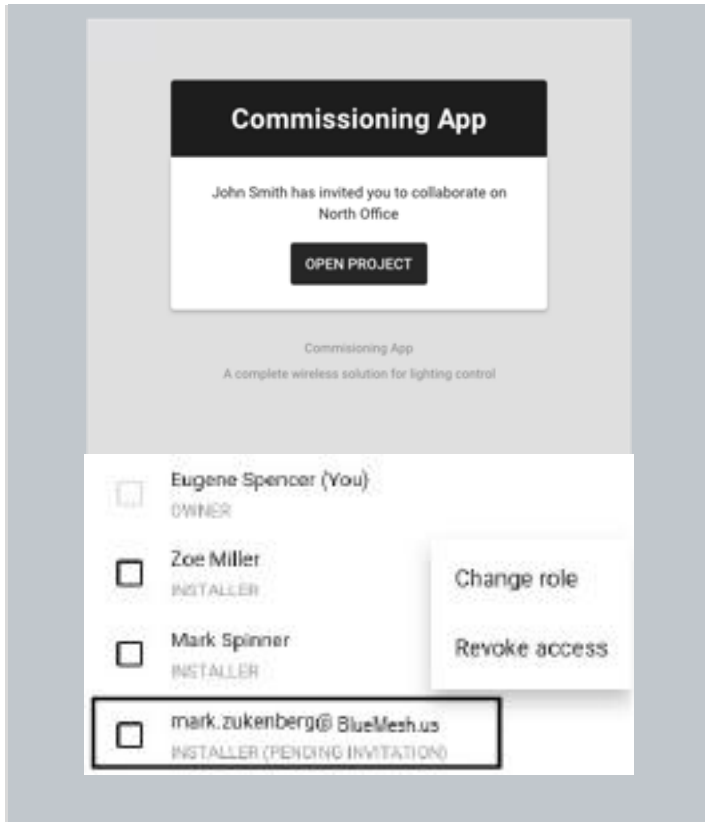 Commissioning App
John Smith has invited you to collaborate on
North Office
OPEN PROJECT
Commisioning App
A complete wireless solution for lighting control
Eugene Spencer (You)
OWNER
Zoe Miller
INSTALLER
Change role
Mark Spinner
INSTALLER
Revoke access
mark.zukenberg@ BlueMesh.us
INSTALLER (PENDING INVITATION)